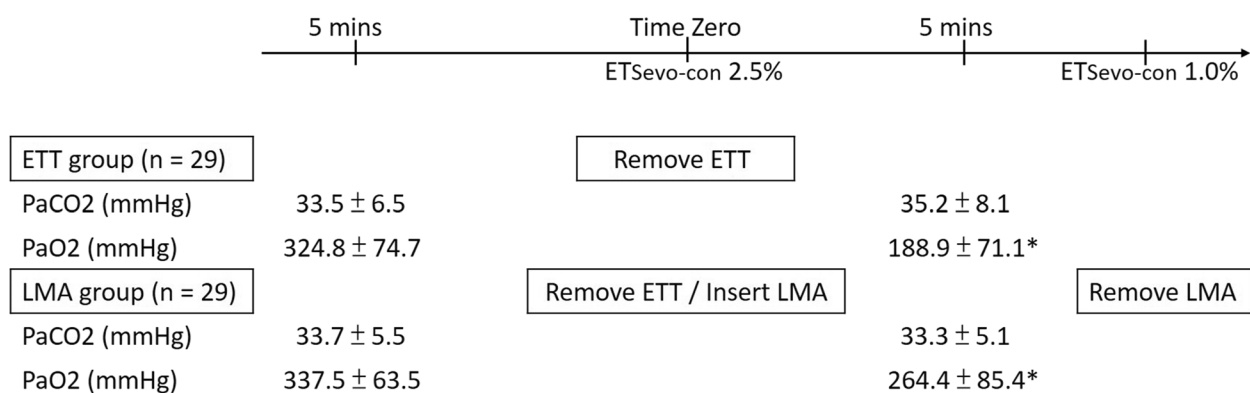 5 mins Time Zero 5 mins
ETSevo-con 2.5% ETSevo-con 1.0%
ETT group (n = 29) Remove ETT
PaCO2 (mmHg) 33.5 ± 6.5 35.2 ± 8.1
PaO2 (mmHg) 324.8 ± 74.7 188.9 ± 71.1*
LMA group (n = 29) Remove ETT / Insert LMA Remove LMA
PaCO2 (mmHg) 33.7 ± 5.5 33.3 ± 5.1
PaO2 (mmHg) 337.5 ± 63.5 264.4 ± 85.4*